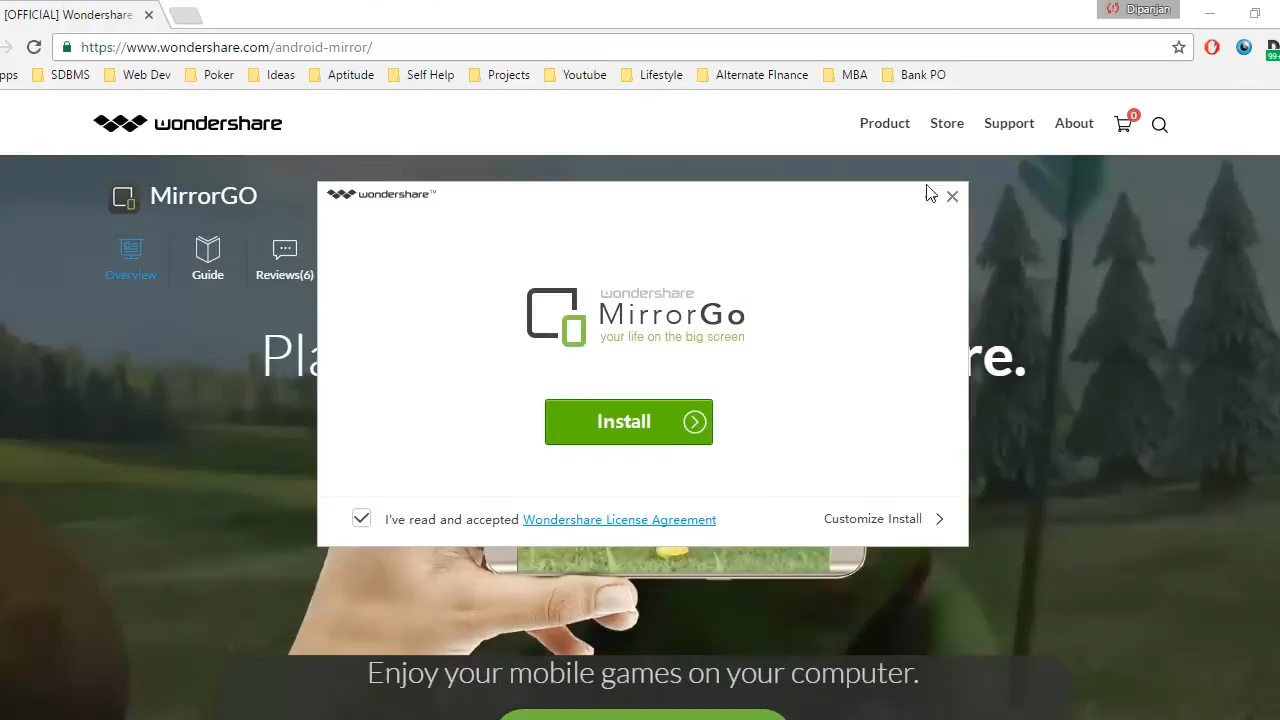 [OFFICIAL] Wondershare
Dipanjan
https://www.wondershare.com/android-mirror/
pps SDBMS Web Dev Poker Ideas Aptitude Self Help Projects Youtube Lifestyle Alternate FInance MBA Bank PO
99+
wondershare
Product Store Support About 0
MirrorGO
wondershare™
Overview Guide Reviews(6)
wondershare
MirrorGo
your life on the big screen
Pla
re.
Install
I've read and accepted Wondershare License Agreement
Customize Install
Enjoy your mobile games on your computer.